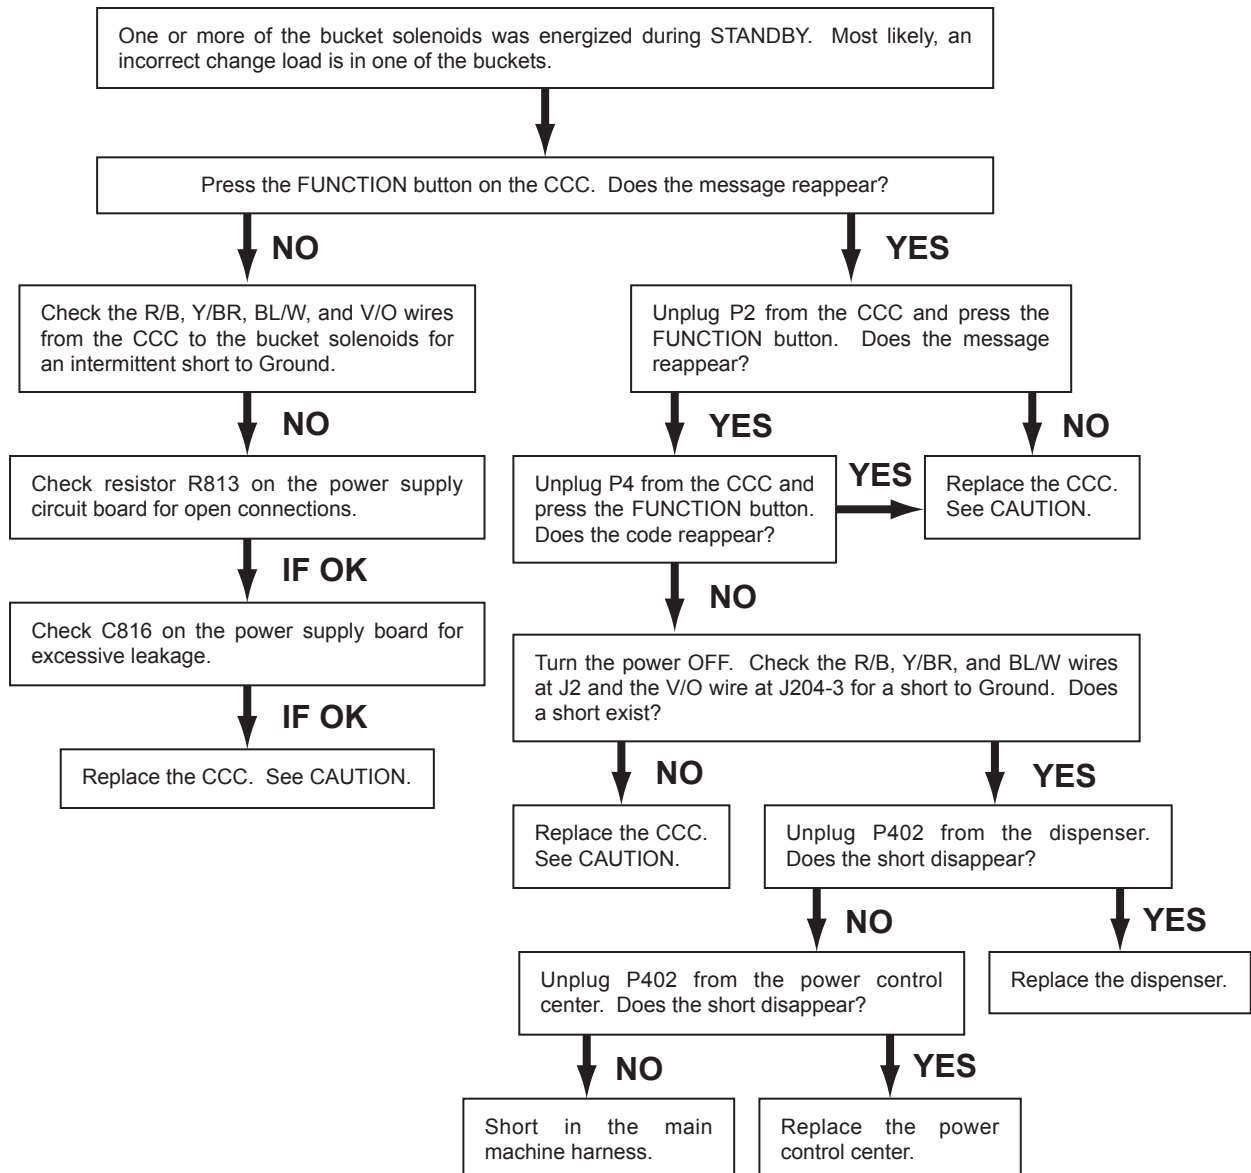 One or more of the bucket solenoids was energized during STANDBY. Most likely, an
incorrect change load is in one of the buckets.
Press the FUNCTION button on the CCC. Does the message reappear?
NO
YES
Check the R/B, Y/BR, BL/W, and V/O wires
from the CCC to the bucket solenoids for
an intermittent short to Ground.
Unplug P2 from the CCC and press the
FUNCTION button. Does the message
reappear?
NO
YES
NO
Check resistor R813 on the power supply
circuit board for open connections.
Unplug P4 from the CCC and
press the FUNCTION button.
Does the code reappear?
YES
Replace the CCC.
See CAUTION.
IF OK
NO
Check C816 on the power supply board for
excessive leakage.
Turn the power OFF. Check the R/B, Y/BR, and BL/W wires
at J2 and the V/O wire at J204-3 for a short to Ground. Does
a short exist?
IF OK
Replace the CCC. See CAUTION.
NO
YES
Replace the CCC.
See CAUTION.
Unplug P402 from the dispenser.
Does the short disappear?
NO
YES
Unplug P402 from the power control
center. Does the short disappear?
Replace the dispenser.
NO
YES
Short in the main
machine harness.
Replace the power
control center.